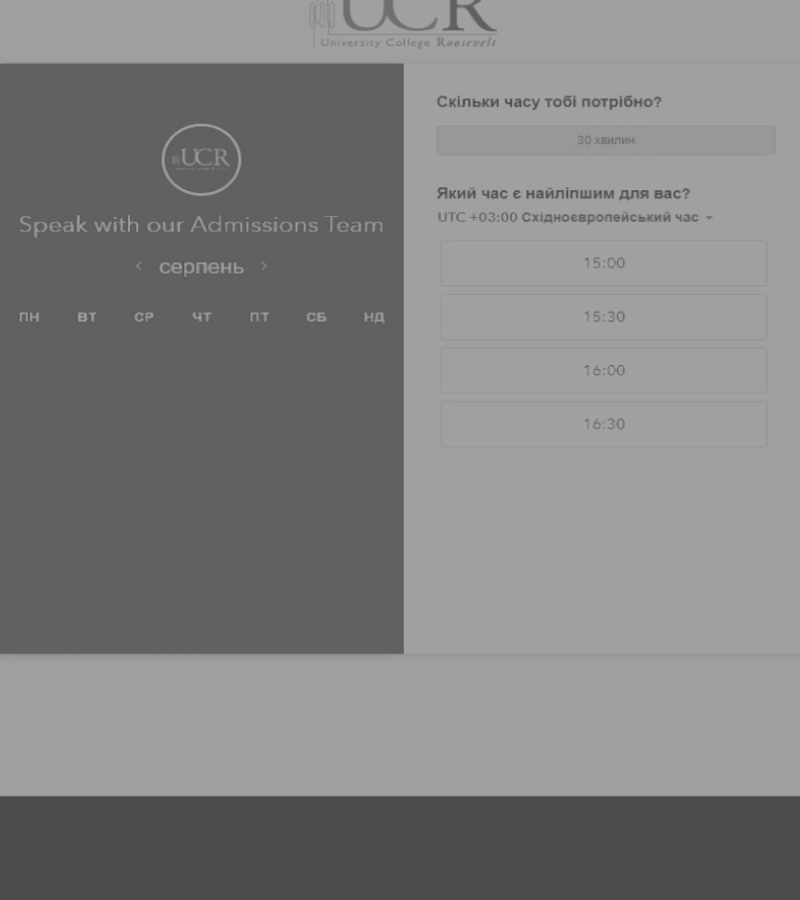 UCR
University College Roosevelt
UCR
Speak with our Admissions Team
серпень
ПН ВТ СР ЧТ ПТ СБ НД
Скільки часу тобі потрібно?
30 хвилин
Який час є найліпшим для вас?
UTC +03:00 Східноєвропейський час
15:00
15:30
16:00
16:30